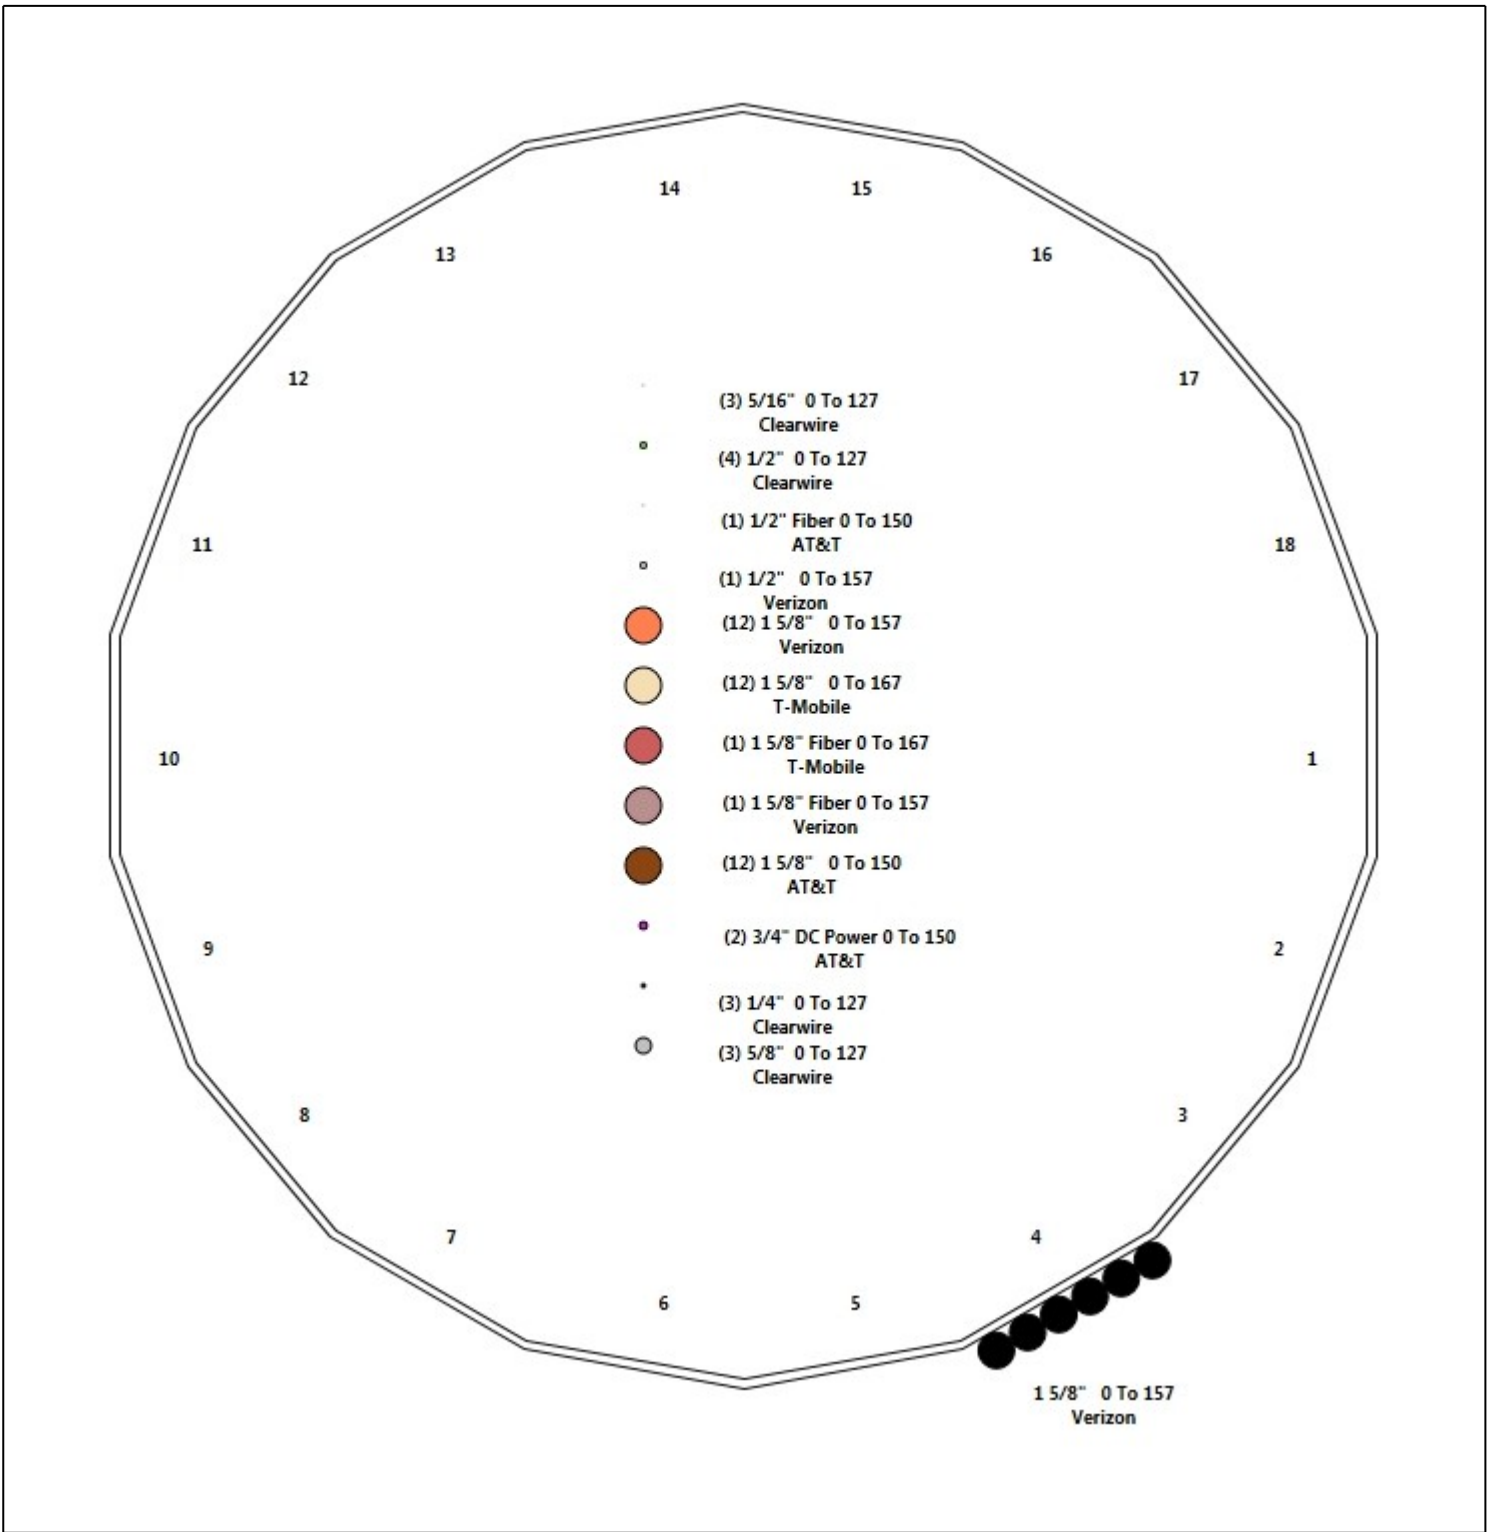 14
15
13
16
12
17
(3) 5/16" 0 To 127
Clearwire
(4) 1/2" 0 To 127
Clearwire
11
18
(1) 1/2" Fiber 0 To 150
AT&T
(1) 1/2" 0 To 157
Verizon
(12) 1 5/8" 0 To 157
Verizon
(12) 1 5/8" 0 To 167
T-Mobile
10
1
(1) 1 5/8" Fiber 0 To 167
T-Mobile
(1) 1 5/8" Fiber 0 To 157
Verizon
(12) 1 5/8" 0 To 150
AT&T
9
2
(2) 3/4" DC Power 0 To 150
AT&T
(3) 1/4" 0 To 127
Clearwire
(3) 5/8" 0 To 127
Clearwire
8
3
7
4
6
5
1 5/8" 0 To 157
Verizon